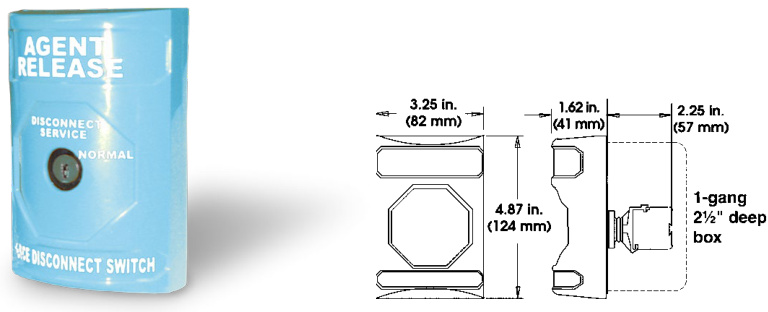 AGENT
RELEASE
DISCONNECT
SERVICE
NORMAL
DISCONNECT SWITCH
3.25 in.
(82 mm)
1.62 in.
(41 mm)
2.25 in.
(57 mm)
4.87 in.
(124 mm)
1-gang
2½" deep
box